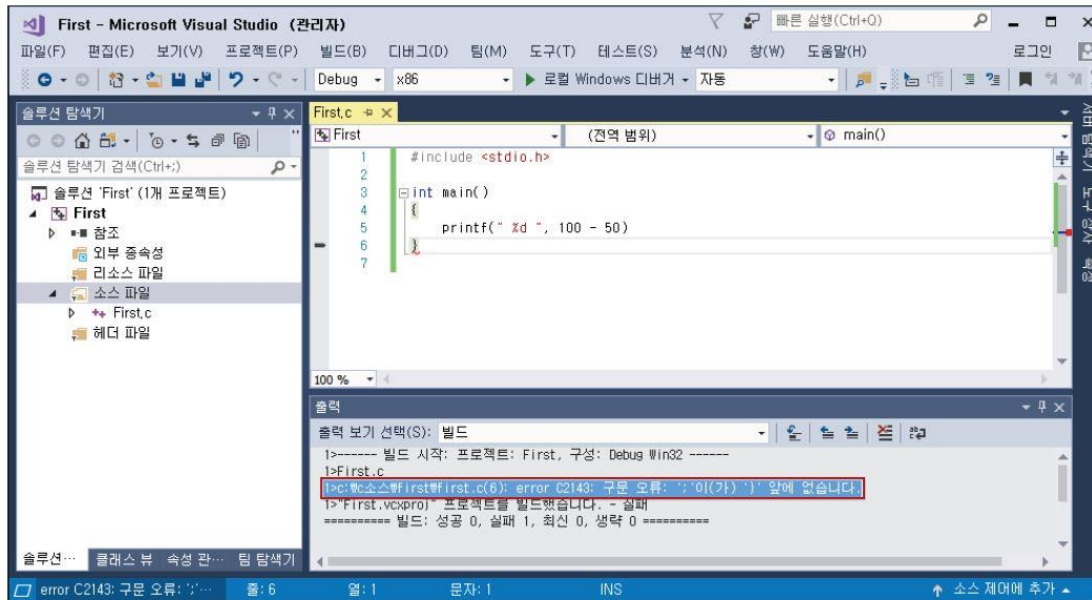 First - Microsoft Visual Studio (관리자)
빠른 실행(Ctrl+Q)
파일(F) 편집(E) 보기(V) 프로젝트(P) 빌드(B) 디버그(D) 팀(M) 도구(T) 테스트(S) 분석(N) 창(W) 도움말(H) 로그인
Debug x86 로컬 Windows 디버거 자동
솔루션 탐색기
솔루션 탐색기 검색(Ctrl+;)
솔루션 'First' (1개 프로젝트)
First
참조
외부 종속성
리소스 파일
소스 파일
First.c
헤더 파일
솔루션… 클래스 뷰 속성 관… 팀 탐색기
First.c
First (전역 범위) main()
1 #include <stdio.h>
2
3 int main()
4 {
5 printf(" %d ", 100 - 50)
6 }
7
100 %
출력
출력 보기 선택(S): 빌드
1>------ 빌드 시작: 프로젝트: First, 구성: Debug Win32 ------
1>First.c
1>c:₩c소스₩first₩first.c(6): error C2143: 구문 오류: ';'이(가) '}' 앞에 없습니다.
1>"First.vcxproj" 프로젝트를 빌드했습니다. - 실패
========== 빌드: 성공 0, 실패 1, 최신 0, 생략 0 ==========
서버 탐색기 도구 상자 속성
error C2143: 구문 오류: ';'… 줄: 6 열: 1 문자: 1 INS 소스 제어에 추가